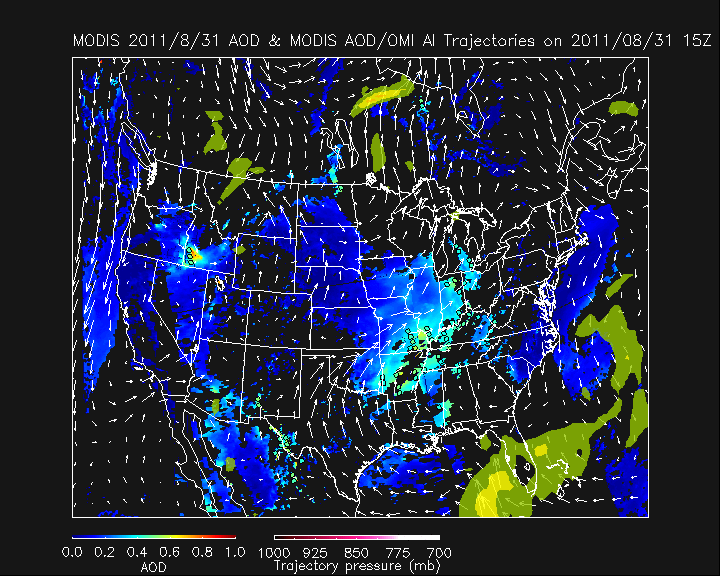 MODIS 2011/8/31 AOD & MODIS AOD/OMI AI Trajectories on 2011/08/31 15Z
0.0 0.2 0.4 0.6 0.8 1.0
AOD
1000 925 850 775 700
Trajectory pressure (mb)